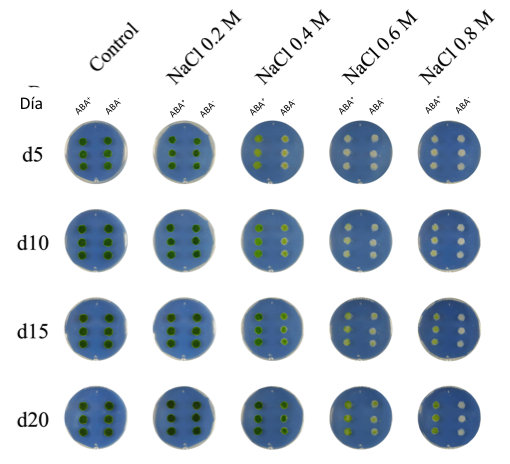 Control NaCl 0.2 M NaCl 0.4 M NaCl 0.6 M NaCl 0.8 M
Día ABA⁺ ABA⁻ ABA⁺ ABA⁻ ABA⁺ ABA⁻ ABA⁺ ABA⁻ ABA⁺ ABA⁻
d5
d10
d15
d20